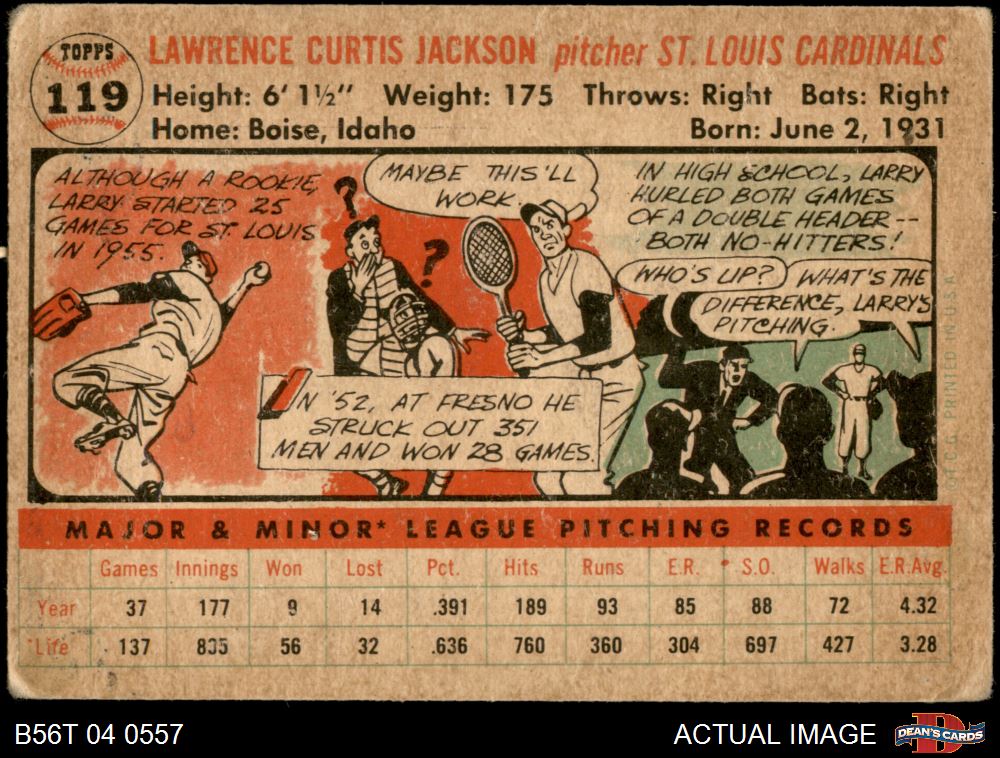 TOPPS
119
LAWRENCE CURTIS JACKSON pitcher ST. LOUIS CARDINALS
Height: 6' 1½" Weight: 175 Throws: Right Bats: Right
Home: Boise, Idaho Born: June 2, 1931
ALTHOUGH A ROOKIE,
LARRY STARTED 25
GAMES FOR ST. LOUIS
IN 1955.
?
?
MAYBE THIS'LL
WORK.
IN '52, AT FRESNO HE
STRUCK OUT 351
MEN AND WON 28 GAMES.
IN HIGH SCHOOL, LARRY
HURLED BOTH GAMES
OF A DOUBLE HEADER--
BOTH NO-HITTERS!
WHO'S UP?
WHAT'S THE
DIFFERENCE, LARRY'S
PITCHING.
©T.C.G. PRINTED IN U.S.A.
MAJOR & MINOR* LEAGUE PITCHING RECORDS
Games Innings Won Lost Pct. Hits Runs E.R. * S.O. Walks E.R.Avg.
Year 37 177 9 14 .391 189 93 85 88 72 4.32
*Life 137 835 56 32 .636 760 360 304 697 427 3.28
B56T 04 0557 ACTUAL IMAGE
D
DEAN'S CARDS